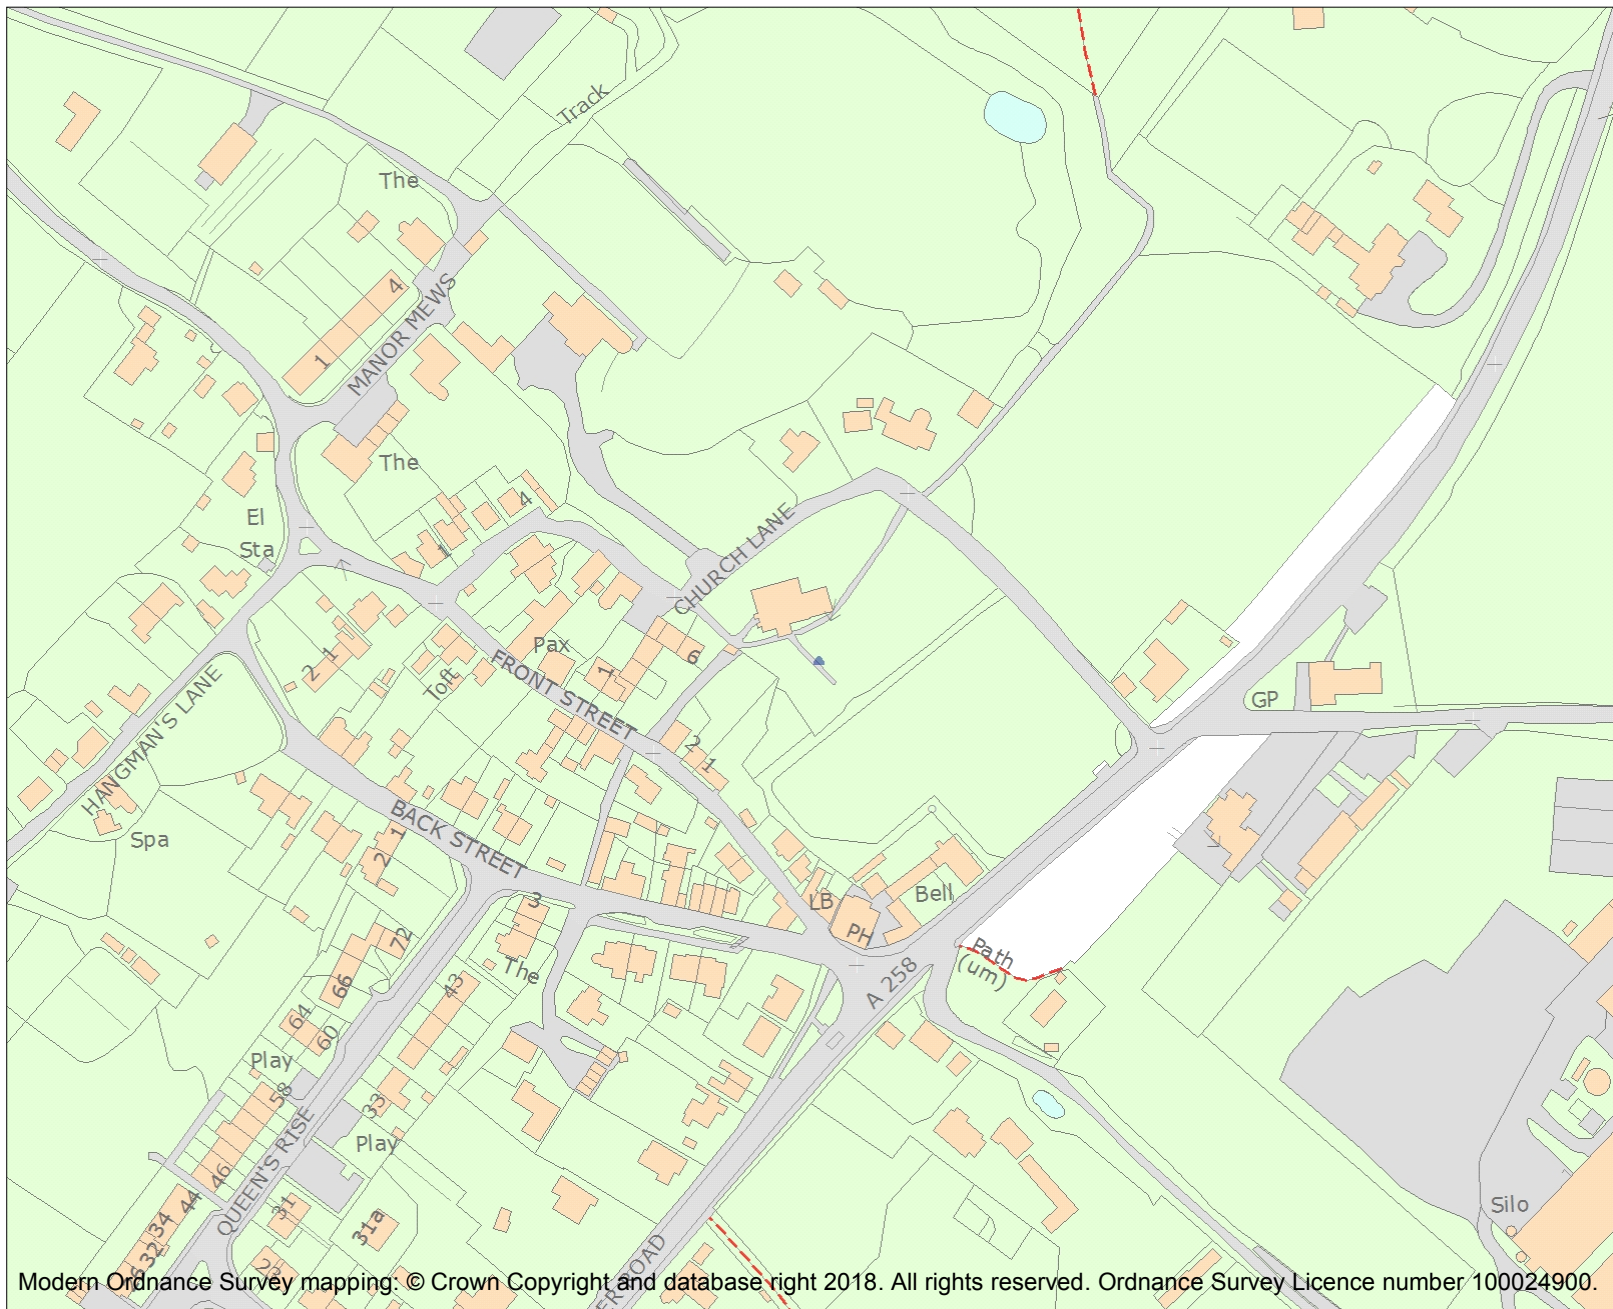 Track
The
4
MANOR MEWS
1
The
4
El
Sta
1
CHURCH LANE
Pax
6
1
2 1
Toft
FRONT STREET
GP
HANGMAN'S LANE
2
1
Spa
BACK STREET
1
2
3
LB
Bell
PH
72
The
Path
(um)
A 258
66
43
64
60
Play
58
33
Play
46
QUEEN'S RISE
44
31
34
31a
32
Silo
23
ER ROAD
Modern Ordnance Survey mapping: © Crown Copyright and database right 2018. All rights reserved. Ordnance Survey Licence number 100024900.